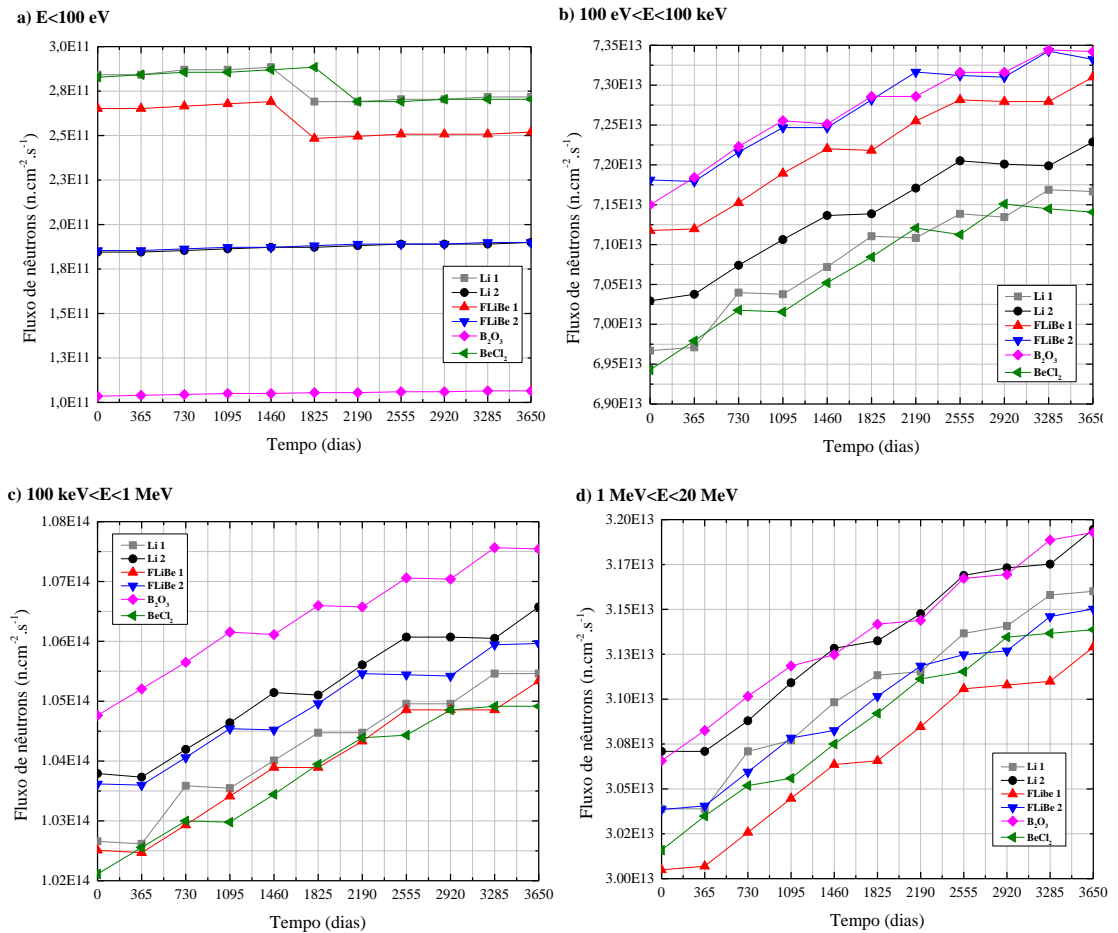 a) E<100 eV
Fluxo de nêutrons (n.cm⁻².s⁻¹)
3,0E11
2,8E11
2,5E11
2,3E11
1,9E11
1,8E11
1,5E11
1,3E11
1,0E11
Li 1
Li 2
FLiBe 1
FLiBe 2
B₂O₃
BeCl₂
0 365 730 1095 1460 1825 2190 2555 2920 3285 3650
Tempo (dias)
b) 100 eV<E<100 keV
Fluxo de nêutrons (n.cm⁻².s⁻¹)
7,35E13
7,30E13
7,25E13
7,20E13
7,15E13
7,10E13
7,05E13
7,00E13
6,95E13
6,90E13
Li 1
Li 2
FLiBe 1
FLiBe 2
B₂O₃
BeCl₂
0 365 730 1095 1460 1825 2190 2555 2920 3285 3650
Tempo (dias)
c) 100 keV<E<1 MeV
Fluxo de nêutrons (n.cm⁻².s⁻¹)
1.08E14
1.07E14
1.06E14
1.05E14
1.04E14
1.03E14
1.02E14
Li 1
Li 2
FLiBe 1
FLiBe 2
B₂O₃
BeCl₂
0 365 730 1095 1460 1825 2190 2555 2920 3285 3650
Tempo (dias)
d) 1 MeV<E<20 MeV
Fluxo de nêutrons (n.cm⁻².s⁻¹)
3.20E13
3.17E13
3.15E13
3.13E13
3.10E13
3.08E13
3.05E13
3.02E13
3.00E13
Li 1
Li 2
FLibe 1
FLiBe 2
B₂O₃
BeCl₂
0 365 730 1095 1460 1825 2190 2555 2920 3285 3650
Tempo (dias)